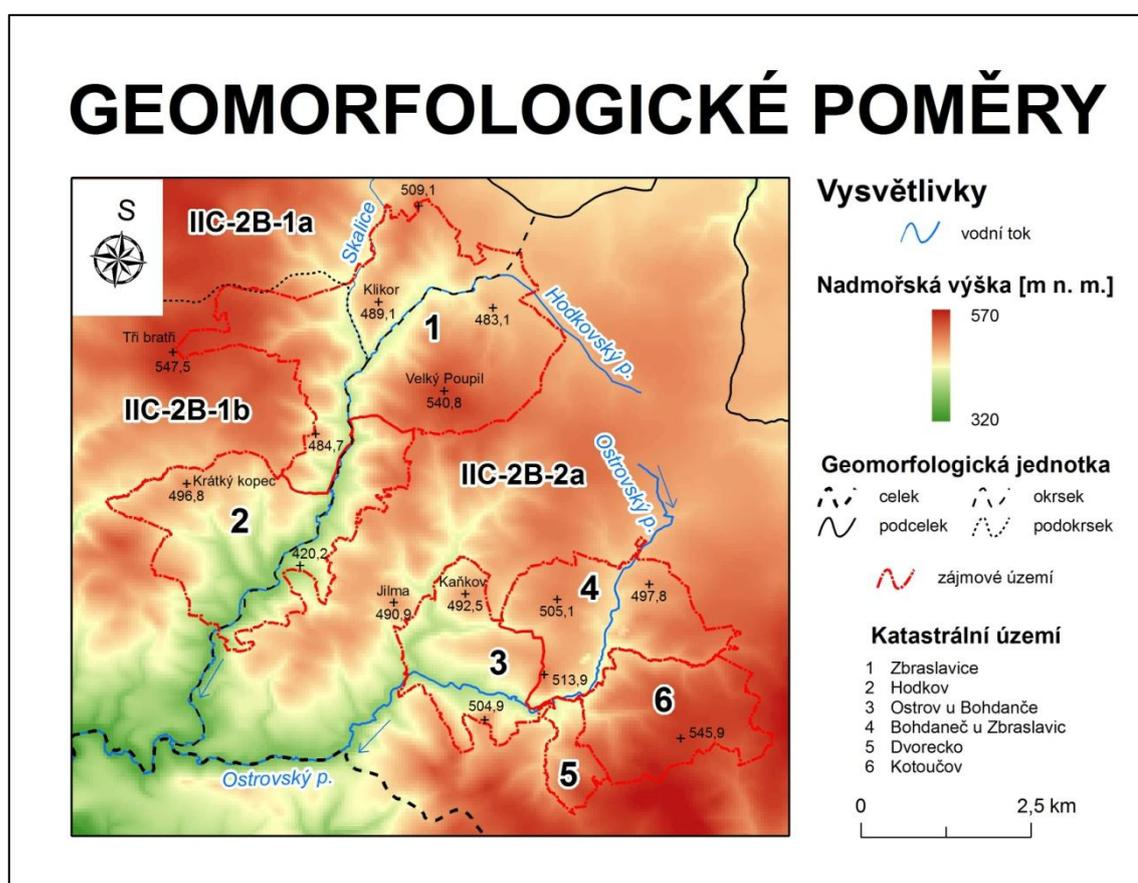 GEOMORFOLOGICKÉ POMĚRY
S
IIC-2B-1a
Skalice
509,1
Klikor
489,1
1
483,1
Hodkovský p.
Tři bratři
547,5
Velký Poupil
540,8
IIC-2B-1b
484,7
IIC-2B-2a
Ostrovský p.
Krátký kopec
496,8
2
420,2
Jilma
490,9
Kaňkov
492,5
4
505,1
497,8
3
513,9
504,9
6
545,9
5
Ostrovský p.
Vysvětlivky
vodní tok
Nadmořská výška [m n. m.]
570
320
Geomorfologická jednotka
celek
okrsek
podcelek
podokrsek
zájmové území
Katastrální území
1 Zbraslavice
2 Hodkov
3 Ostrov u Bohdanče
4 Bohdaneč u Zbraslavic
5 Dvorecko
6 Kotoučov
0 2,5 km